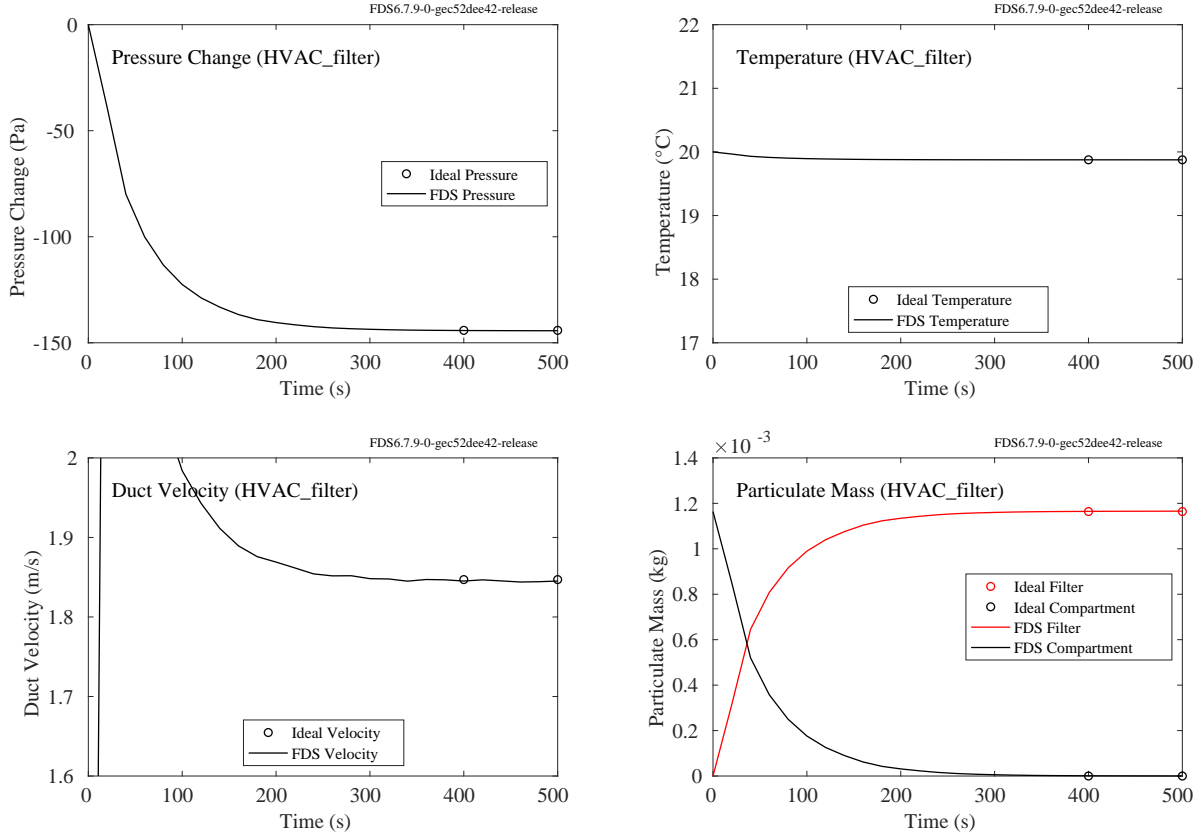 FDS6.7.9-0-gec52dee42-release
Pressure Change (HVAC_filter)
Pressure Change (Pa)
0
-50
-100
-150
Ideal Pressure
FDS Pressure
0 100 200 300 400 500
Time (s)
FDS6.7.9-0-gec52dee42-release
Temperature (HVAC_filter)
Temperature (°C)
22
21
20
19
18
17
Ideal Temperature
FDS Temperature
0 100 200 300 400 500
Time (s)
FDS6.7.9-0-gec52dee42-release
Duct Velocity (HVAC_filter)
Duct Velocity (m/s)
2
1.9
1.8
1.7
1.6
Ideal Velocity
FDS Velocity
0 100 200 300 400 500
Time (s)
FDS6.7.9-0-gec52dee42-release
×10 -3
Particulate Mass (HVAC_filter)
Particulate Mass (kg)
1.4
1.2
1
0.8
0.6
0.4
0.2
0
Ideal Filter
Ideal Compartment
FDS Filter
FDS Compartment
0 100 200 300 400 500
Time (s)